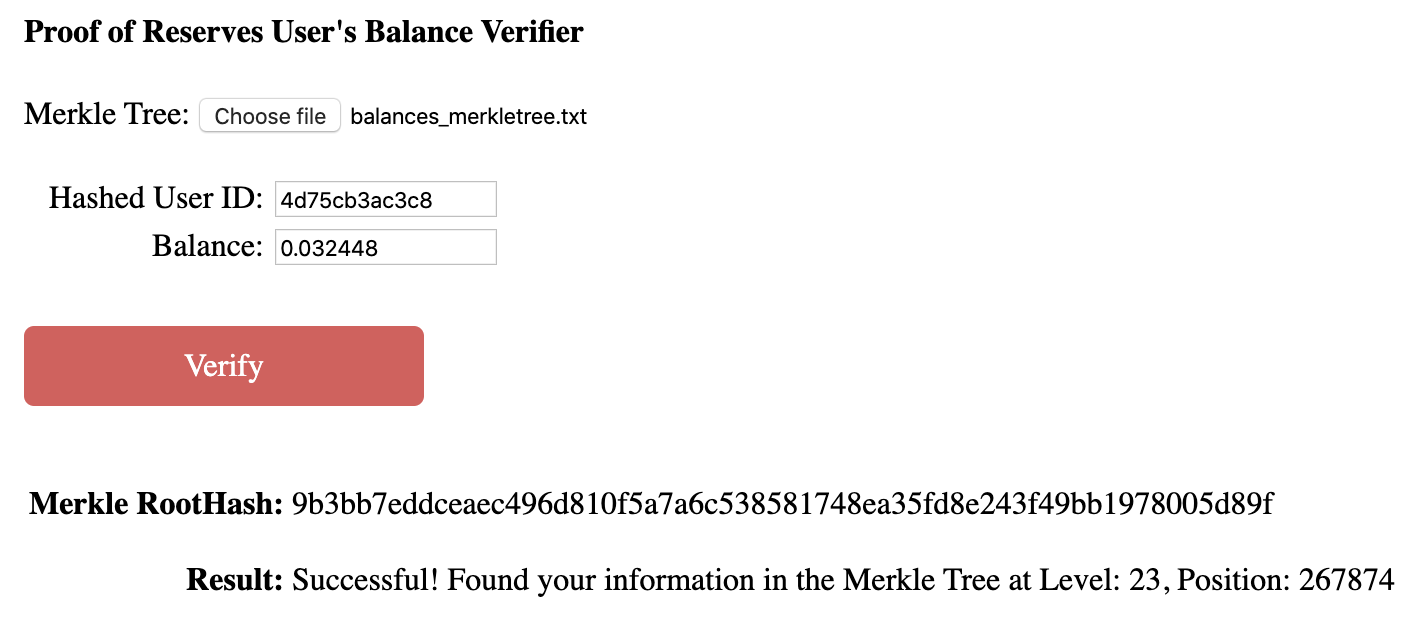 Proof of Reserves User's Balance Verifier
Merkle Tree: Choose file balances_merkletree.txt
Hashed User ID: 4d75cb3ac3c8
Balance: 0.032448
Verify
Merkle RootHash: 9b3bb7eddceaec496d810f5a7a6c538581748ea35fd8e243f49bb1978005d89f
Result: Successful! Found your information in the Merkle Tree at Level: 23, Position: 267874